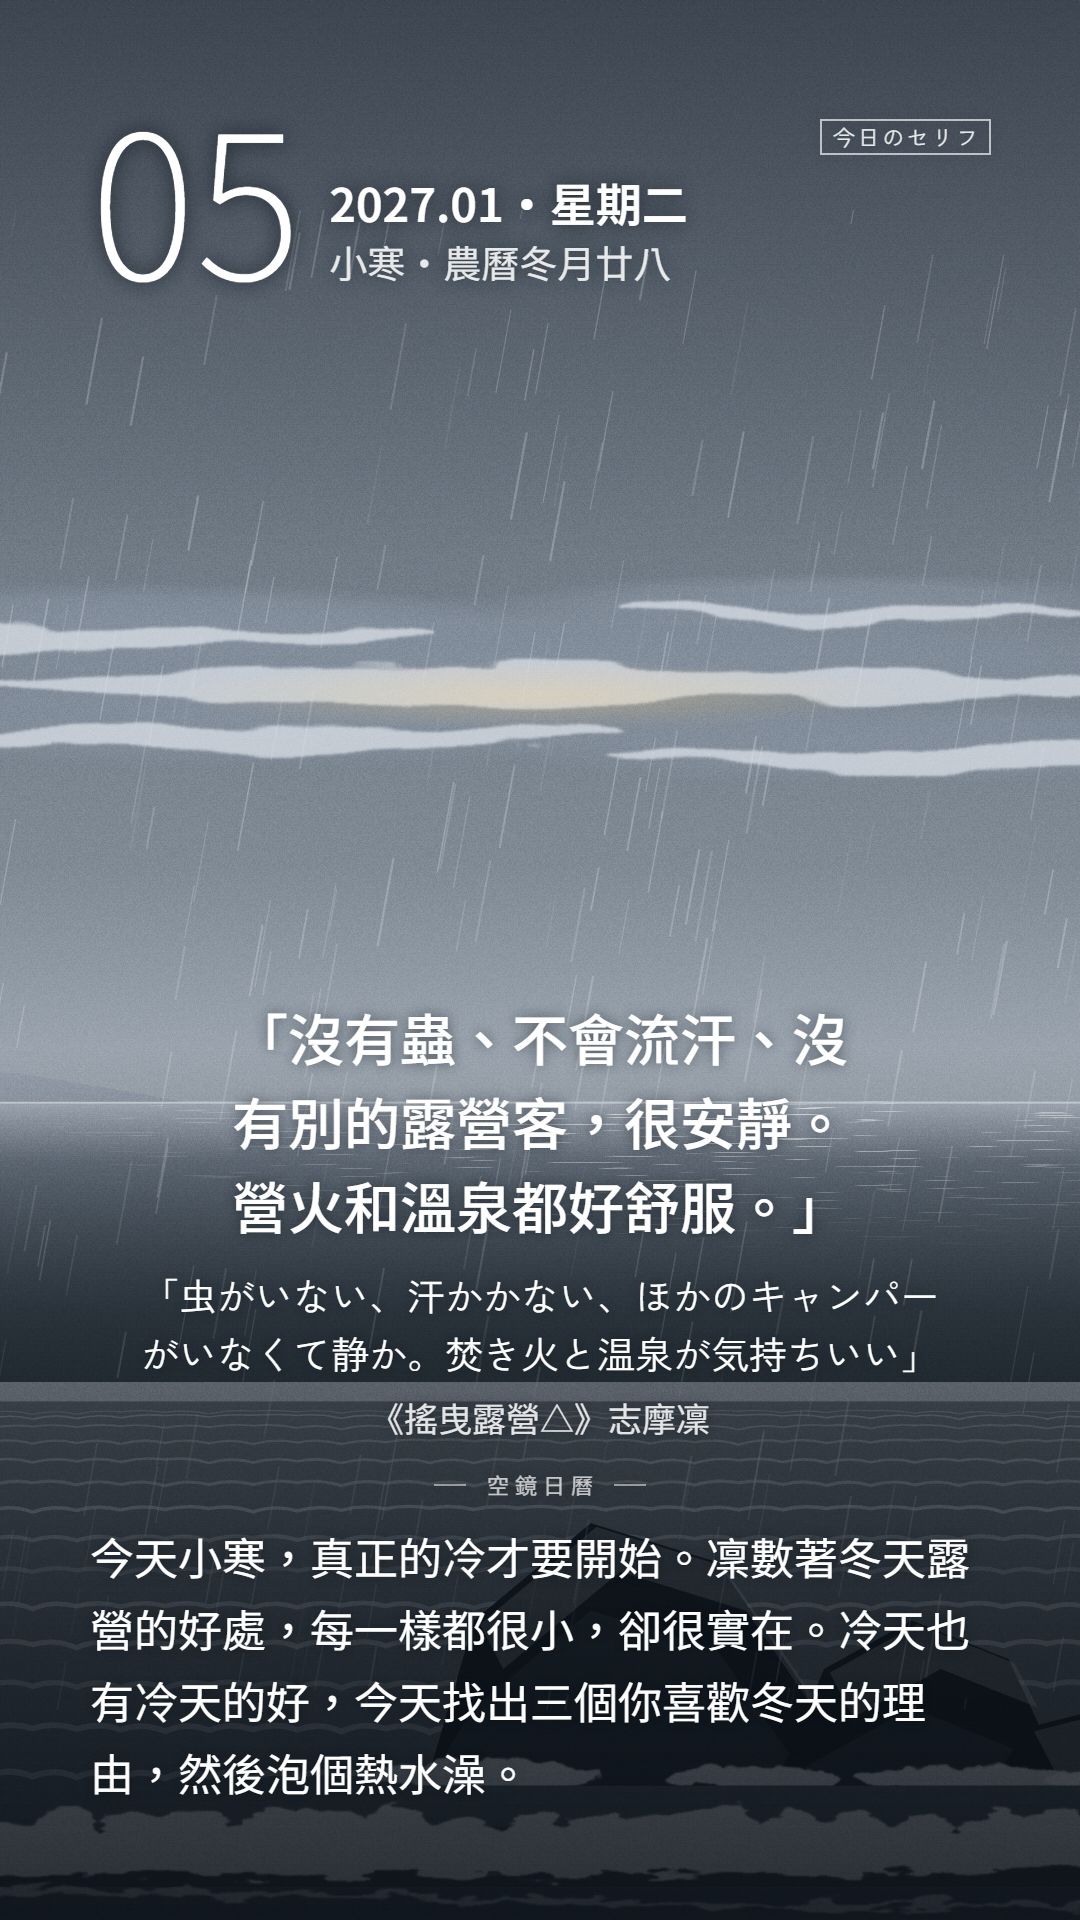 05
今日のセリフ
2027.01・星期二
小寒・農曆冬月廿八
「沒有蟲、不會流汗、沒
有別的露營客，很安靜。
營火和溫泉都好舒服。」
「虫がいない、汗かかない、ほかのキャンパー
がいなくて静か。焚き火と温泉が気持ちいい」
《搖曳露營△》志摩凜
空鏡日曆
今天小寒，真正的冷才要開始。凜數著冬天露
營的好處，每一樣都很小，卻很實在。冷天也
有冷天的好，今天找出三個你喜歡冬天的理
由，然後泡個熱水澡。